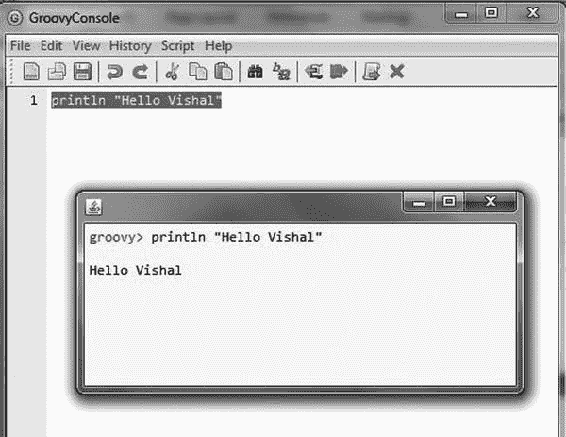 GroovyConsole
File Edit View History Script Help
1 println "Hello Vishal"
groovy> println "Hello Vishal"
Hello Vishal